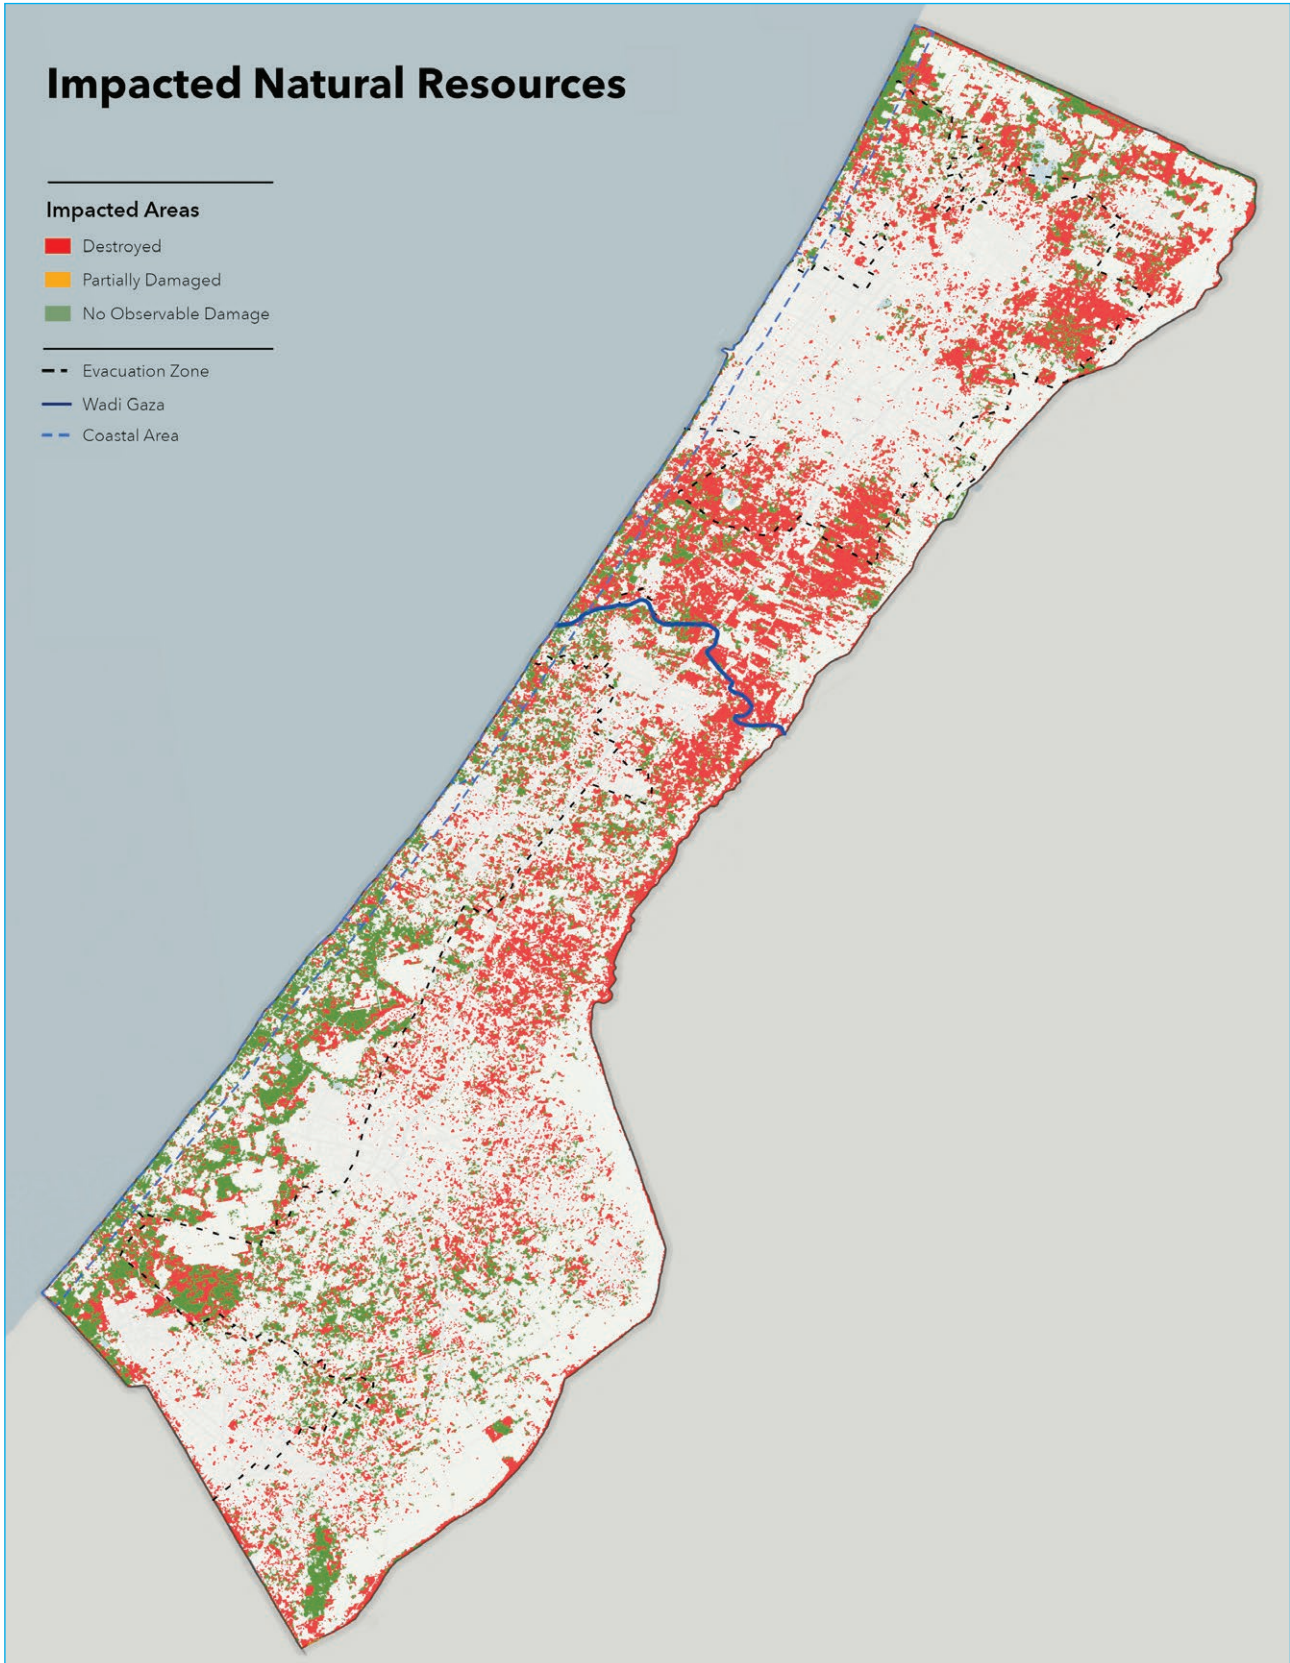 Impacted Natural Resources
Impacted Areas
Destroyed
Partially Damaged
No Observable Damage
Evacuation Zone
Wadi Gaza
Coastal Area